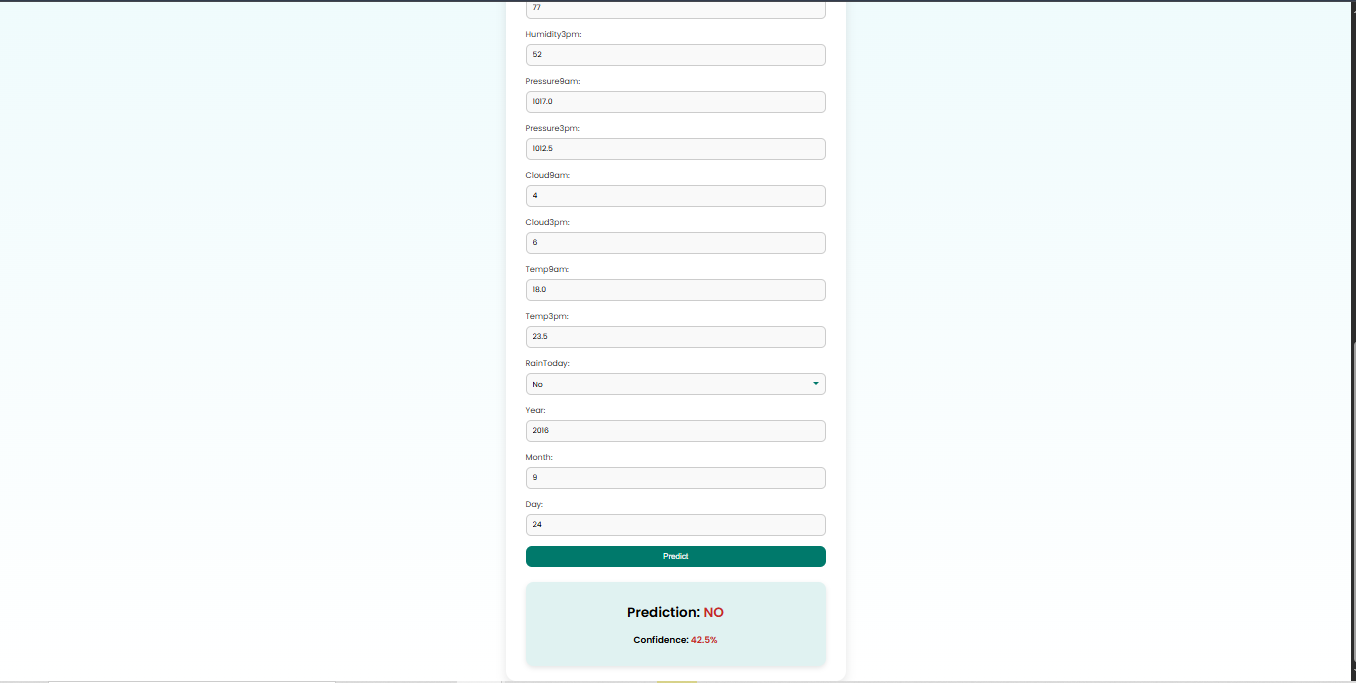 77
Humidity3pm:
52
Pressure9am:
1017.0
Pressure3pm:
1012.5
Cloud9am:
4
Cloud3pm:
6
Temp9am:
18.0
Temp3pm:
23.5
RainToday:
No
Year:
2016
Month:
9
Day:
24
Predict
Prediction: NO
Confidence: 42.5%